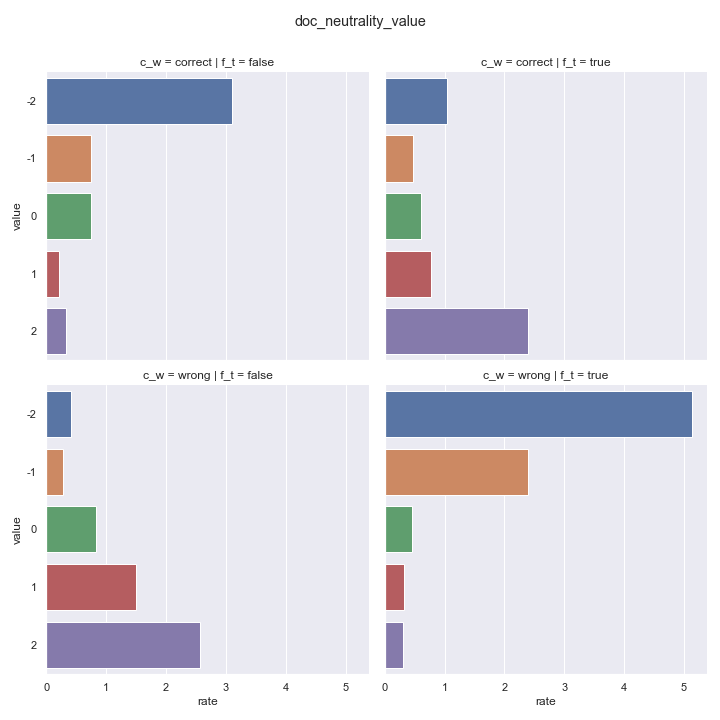 doc_neutrality_value
c_w = correct | f_t = false
c_w = correct | f_t = true
-2
-1
0
1
2
value
c_w = wrong | f_t = false
c_w = wrong | f_t = true
-2
-1
0
1
2
value
0 1 2 3 4 5
0 1 2 3 4 5
rate
rate